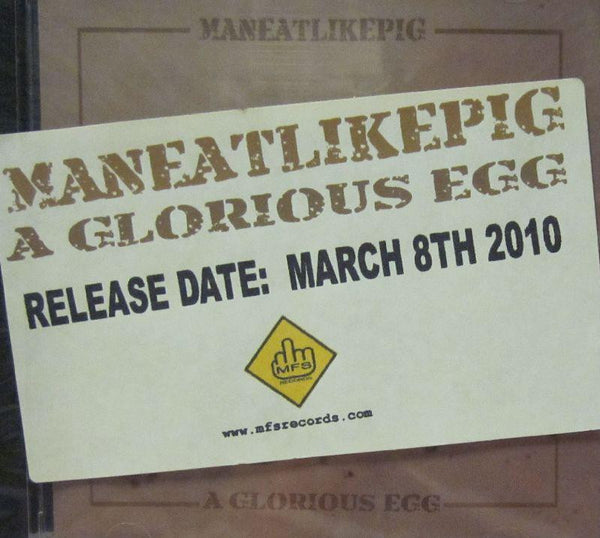 MANEATLIKEPIG
MANEATLIKEPIG
A GLORIOUS EGG
RELEASE DATE: MARCH 8TH 2010
MFS
RECORDS
www.mfsrecords.com
A GLORIOUS EGG